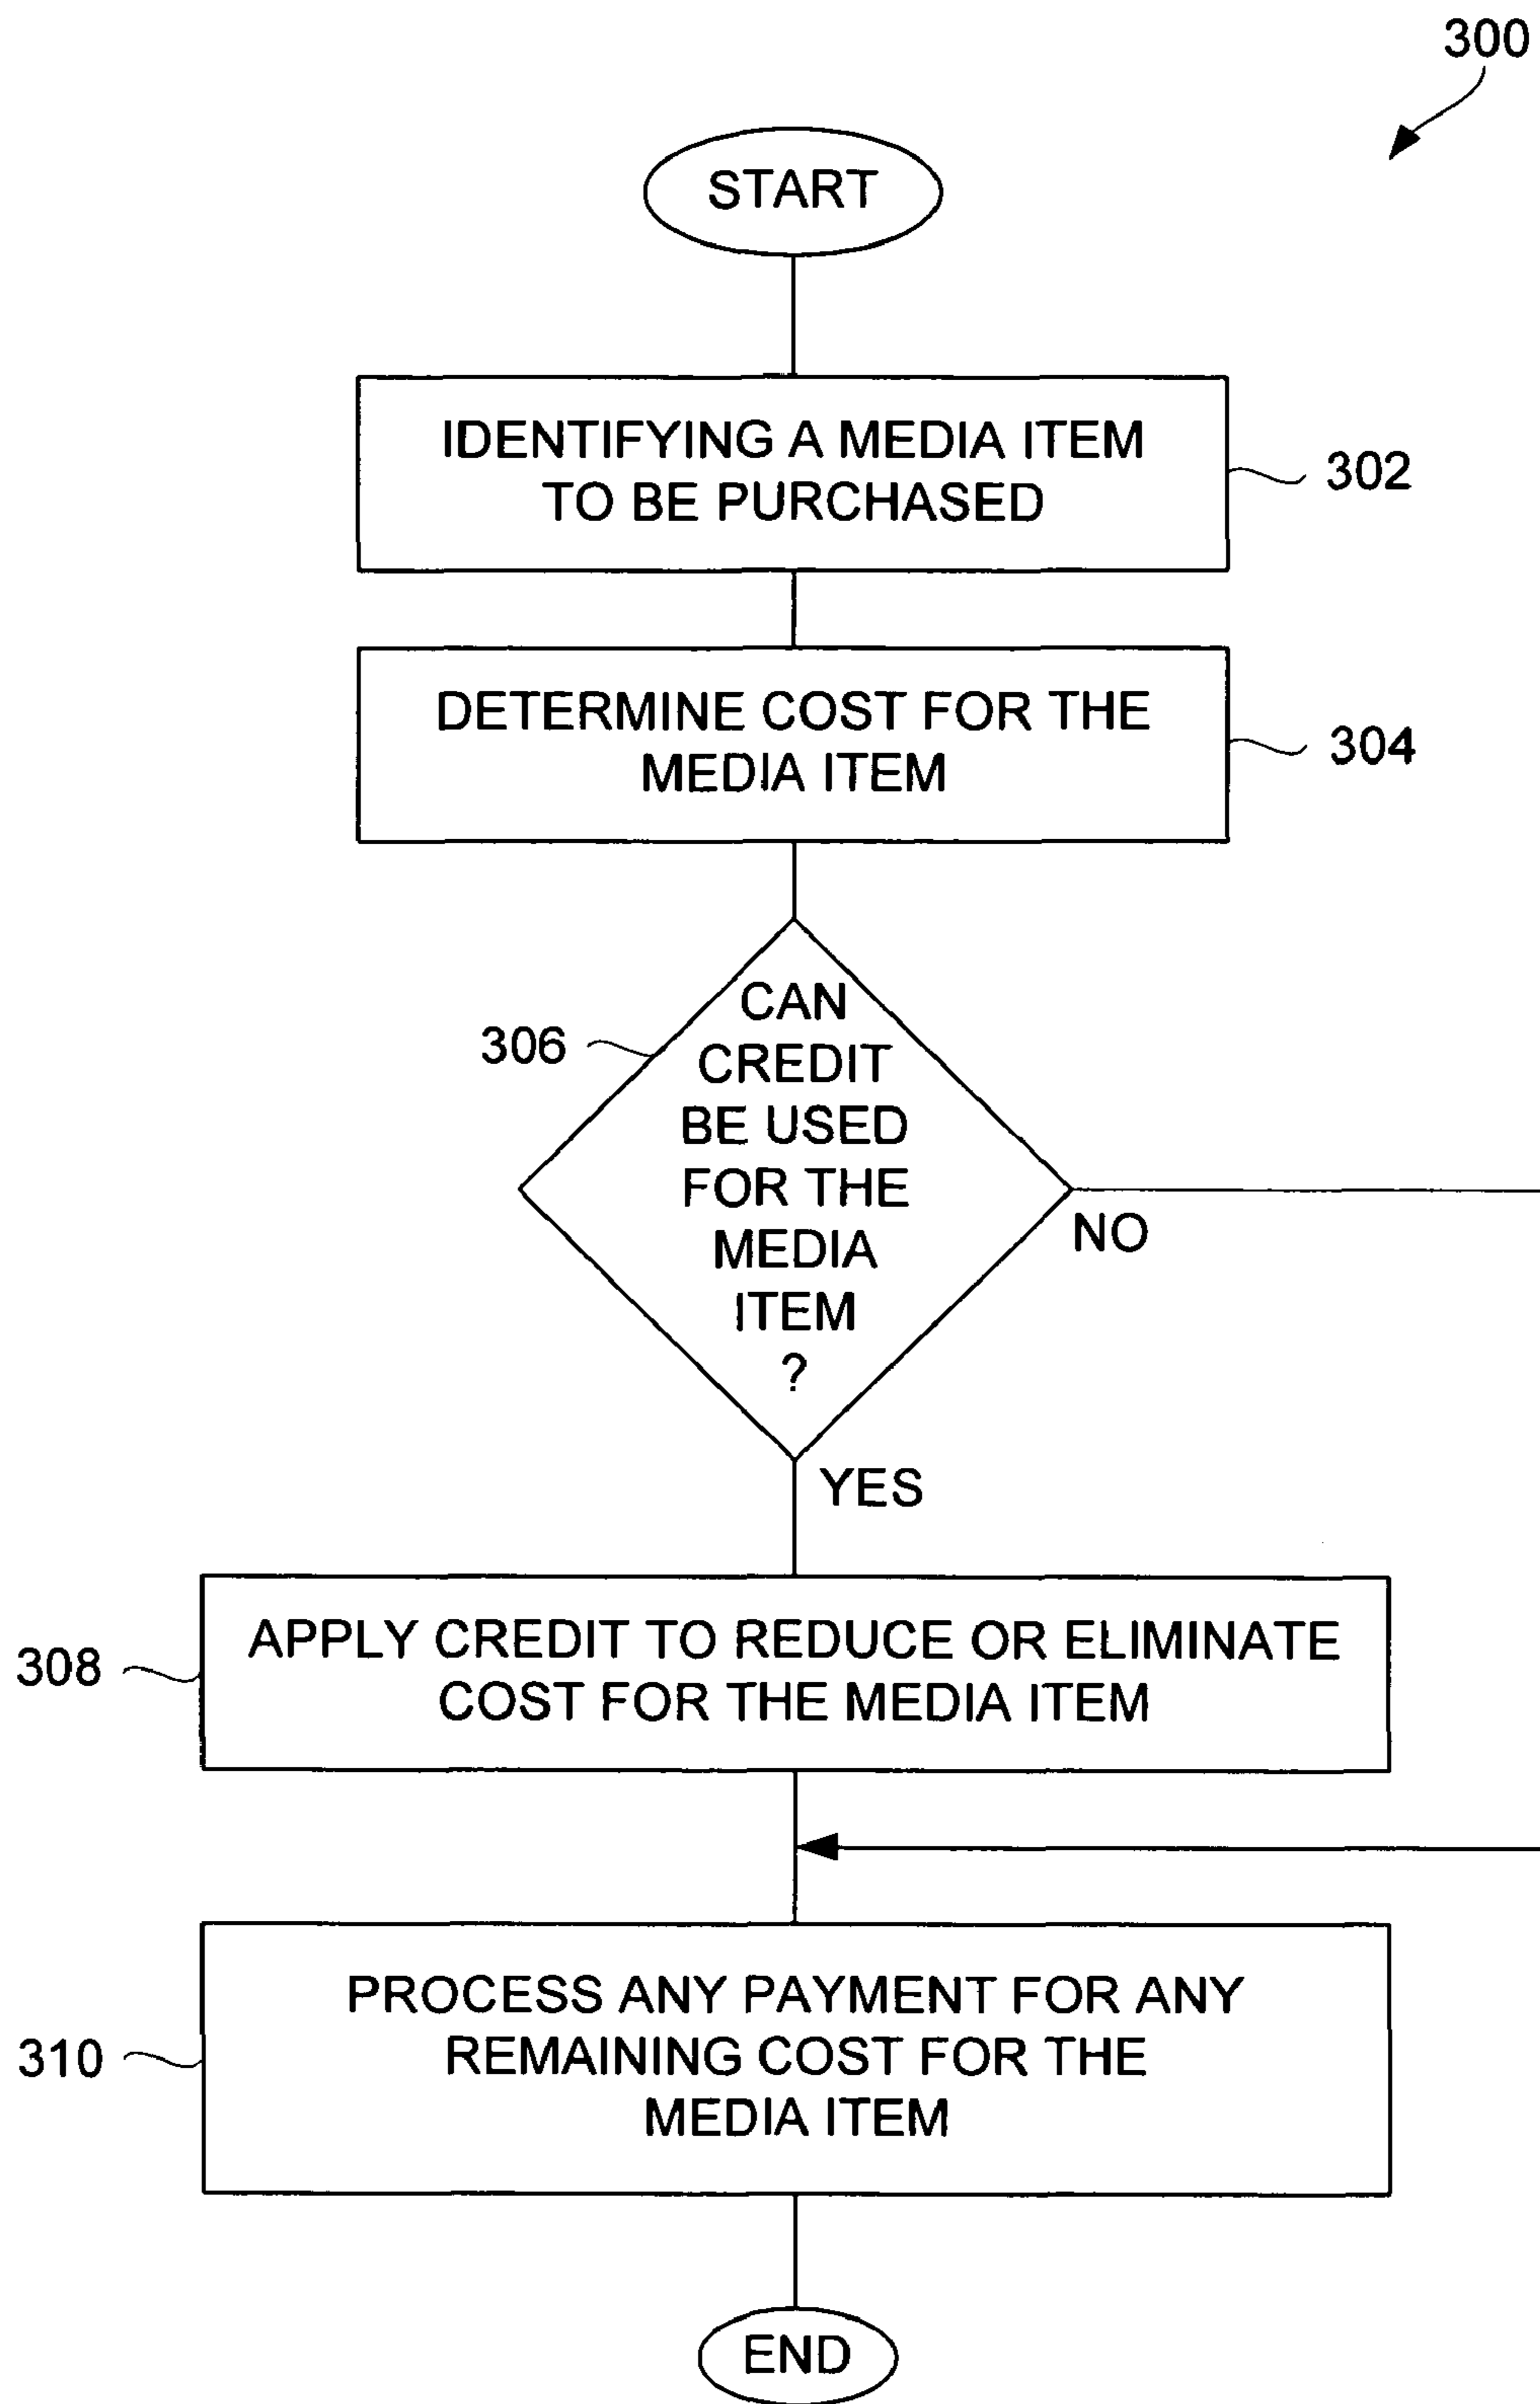 300
START
IDENTIFYING A MEDIA ITEM
TO BE PURCHASED
302
DETERMINE COST FOR THE
MEDIA ITEM
304
306
CAN
CREDIT
BE USED
FOR THE
MEDIA
ITEM
?
NO
YES
308
APPLY CREDIT TO REDUCE OR ELIMINATE
COST FOR THE MEDIA ITEM
310
PROCESS ANY PAYMENT FOR ANY
REMAINING COST FOR THE
MEDIA ITEM
END